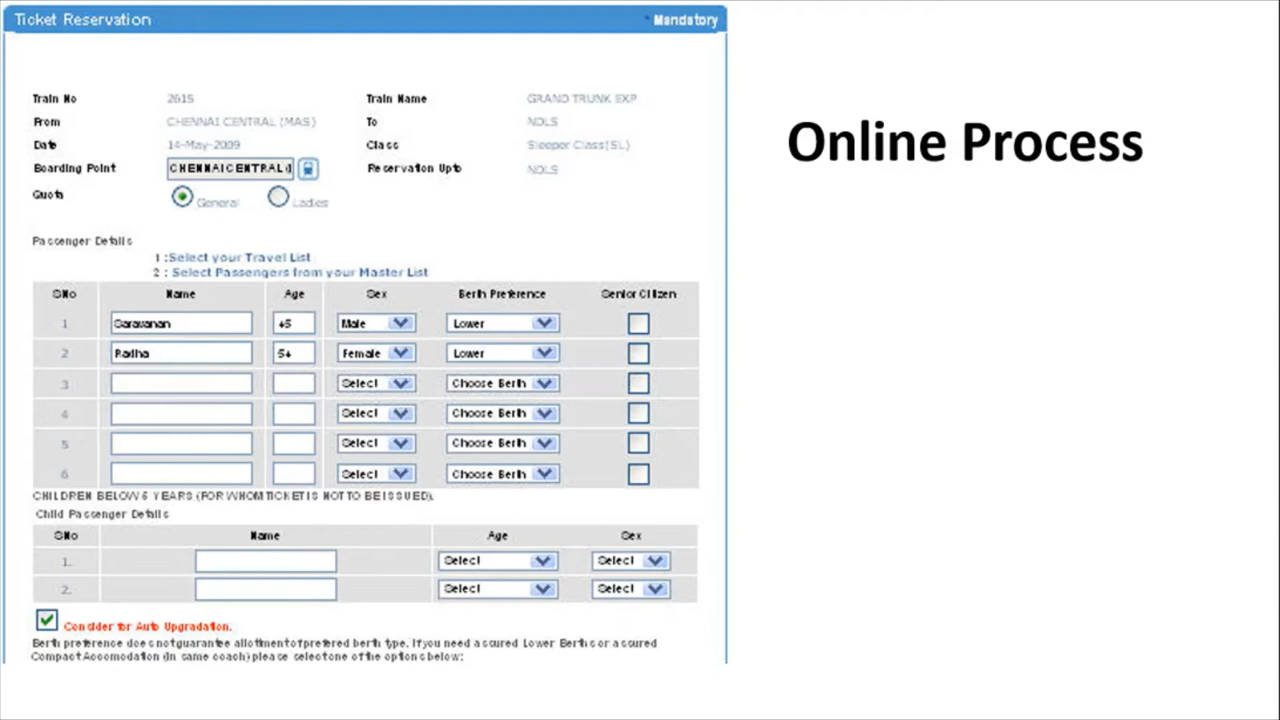 Ticket Reservation * Mandatory
Online Process
Train No 2615 Train Name GRAND TRUNK EXP
From CHENNAI CENTRAL (MAS) To NDLS
Date 14-May-2009 Class Sleeper Class(SL)
Boarding Point CHENNAI CENTRAL ( Reservation Upto NDLS
Quota General Ladies
Passenger Details
1 :Select your Travel List
2 : Select Passengers from your Master List
SNo Name Age Sex Berth Preference Senior Citizen
1 Saravanan 45 Male Lower
2 Radha 54 Female Lower
3 Select Choose Berth
4 Select Choose Berth
5 Select Choose Berth
6 Select Choose Berth
CHILDREN BELOW 5 YEARS (FOR WHOM TICKET IS NOT TO BE ISSUED).
Child Passenger Details
SNo Name Age Sex
1. Select Select
2. Select Select
Consider for Auto Upgradation.
Berth preference does not guarantee allotment of prefered berth type. If you need assured Lower Berths or assured
Compact Accomodation (in same coach) please select one of the options below: